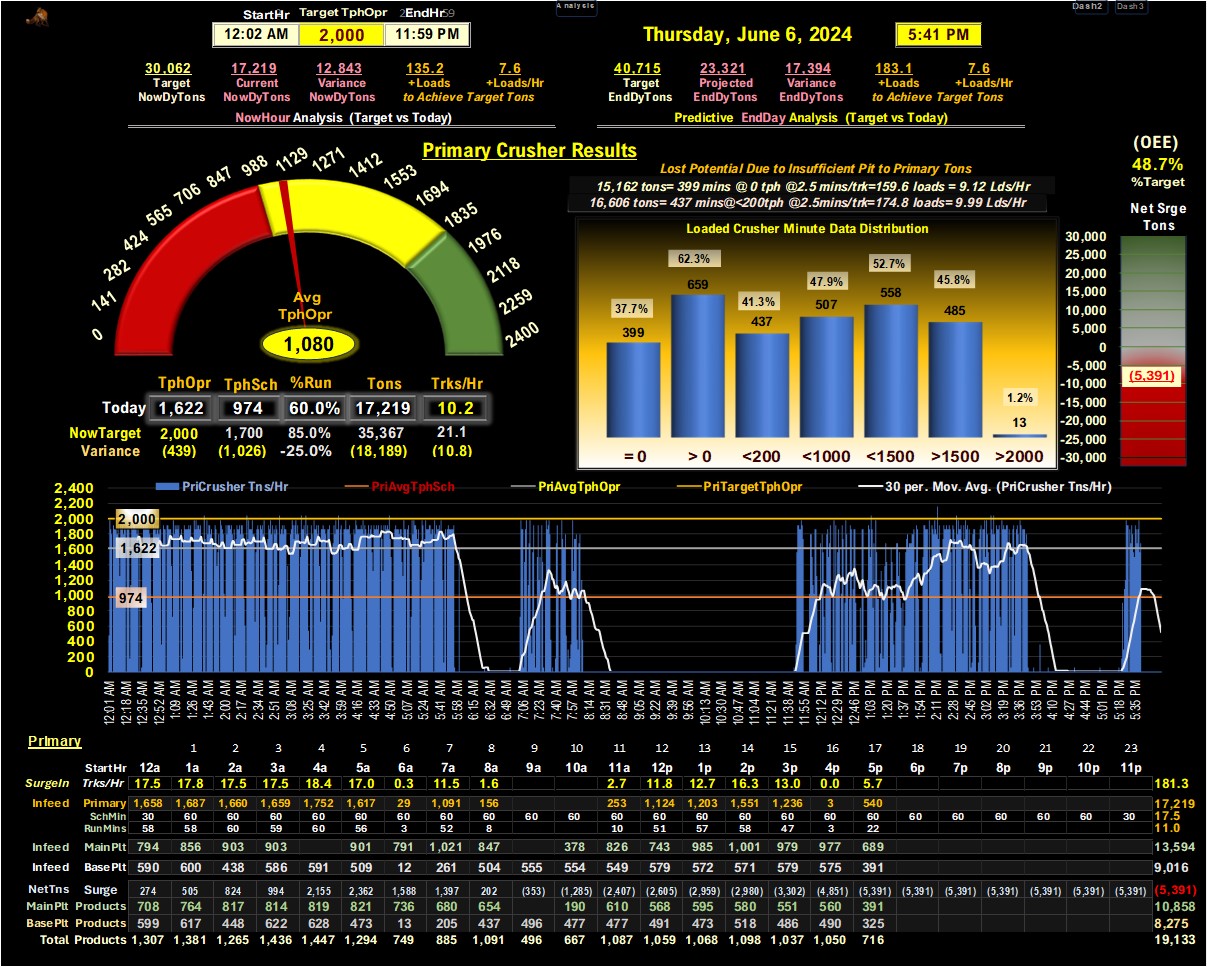 Analysis
Dash2 Dash3
StartHr Target TphOpr EndHr
12:02 AM 2,000 11:59 PM
Thursday, June 6, 2024 5:41 PM
30,062 17,219 12,843 135.2 7.6
Target Current Variance +Loads +Loads/Hr
NowDyTons NowDyTons NowDyTons to Achieve Target Tons
NowHour Analysis (Target vs Today)
40,715 23,321 17,394 183.1 7.6
Target Projected Variance +Loads +Loads/Hr
EndDyTons EndDyTons EndDyTons to Achieve Target Tons
Predictive EndDay Analysis (Target vs Today)
Primary Crusher Results
0 141 282 424 565 706 847 988 1129 1271 1412 1553 1694 1835 1976 2118 2259 2400
Avg
TphOpr
1,080
TphOpr TphSch %Run Tons Trks/Hr
Today 1,622 974 60.0% 17,219 10.2
NowTarget 2,000 1,700 85.0% 35,367 21.1
Variance (439) (1,026) -25.0% (18,189) (10.8)
Lost Potential Due to Insufficient Pit to Primary Tons
15,162 tons= 399 mins @ 0 tph @2.5 mins/trk=159.6 loads = 9.12 Lds/Hr
16,606 tons= 437 mins@<200tph @2.5mins/trk=174.8 loads= 9.99 Lds/Hr
Loaded Crusher Minute Data Distribution
37.7% 62.3% 41.3% 47.9% 52.7% 45.8% 1.2%
399 659 437 507 558 485 13
= 0 > 0 <200 <1000 <1500 >1500 >2000
(OEE)
48.7%
%Target
Net Srge
Tons
30,000
25,000
20,000
15,000
10,000
5,000
0
-5,000
(5,391)
-10,000
-15,000
-20,000
-25,000
-30,000
PriCrusher Tns/Hr PriAvgTphSch PriAvgTphOpr PriTargetTphOpr 30 per. Mov. Avg. (PriCrusher Tns/Hr)
2,400
2,200
2,000
1,800
1,600
1,400
1,200
1,000
800
600
400
200
0
2,000
1,622
974
12:01 AM 12:18 AM 12:35 AM 12:52 AM 1:09 AM 1:26 AM 1:43 AM 2:00 AM 2:17 AM 2:34 AM 2:51 AM 3:08 AM 3:25 AM 3:42 AM 3:59 AM 4:16 AM 4:33 AM 4:50 AM 5:07 AM 5:24 AM 5:41 AM 5:58 AM 6:15 AM 6:32 AM 6:49 AM 7:06 AM 7:23 AM 7:40 AM 7:57 AM 8:14 AM 8:31 AM 8:48 AM 9:05 AM 9:22 AM 9:39 AM 9:56 AM 10:13 AM 10:30 AM 10:47 AM 11:04 AM 11:21 AM 11:38 AM 11:55 AM 12:12 PM 12:29 PM 12:46 PM 1:03 PM 1:20 PM 1:37 PM 1:54 PM 2:11 PM 2:28 PM 2:45 PM 3:02 PM 3:19 PM 3:36 PM 3:53 PM 4:10 PM 4:27 PM 4:44 PM 5:01 PM 5:18 PM 5:35 PM
Primary 1 2 3 4 5 6 7 8 9 10 11 12 13 14 15 16 17 18 19 20 21 22 23
StartHr 12a 1a 2a 3a 4a 5a 6a 7a 8a 9a 10a 11a 12p 1p 2p 3p 4p 5p 6p 7p 8p 9p 10p 11p
SurgeIn Trks/Hr 17.5 17.8 17.5 17.5 18.4 17.0 0.3 11.5 1.6 2.7 11.8 12.7 16.3 13.0 0.0 5.7 181.3
Infeed Primary 1,658 1,687 1,660 1,659 1,752 1,617 29 1,091 156 253 1,124 1,203 1,551 1,236 3 540 17,219
SchMin 30 60 60 60 60 60 60 60 60 60 60 60 60 60 60 60 60 60 60 60 60 60 60 30 17.5
RunMins 58 58 60 59 60 56 3 52 8 10 51 57 58 47 3 22 11.0
Infeed MainPlt 794 856 903 903 901 791 1,021 847 378 826 743 985 1,001 979 977 689 13,594
Infeed BasePlt 590 600 438 586 591 509 12 261 504 555 554 549 579 572 571 579 575 391 9,016
NetTns Surge 274 505 824 994 2,155 2,362 1,588 1,397 202 (353) (1,285) (2,407) (2,605) (2,959) (2,980) (3,302) (4,851) (5,391) (5,391) (5,391) (5,391) (5,391) (5,391) (5,391) (5,391)
MainPlt Products 708 764 817 814 819 821 736 680 654 190 610 568 595 580 551 560 391 10,858
BasePlt Products 599 617 448 622 628 473 13 205 437 496 477 477 491 473 518 486 490 325 8,275
Total Products 1,307 1,381 1,265 1,436 1,447 1,294 749 885 1,091 496 667 1,087 1,059 1,068 1,098 1,037 1,050 716 19,133